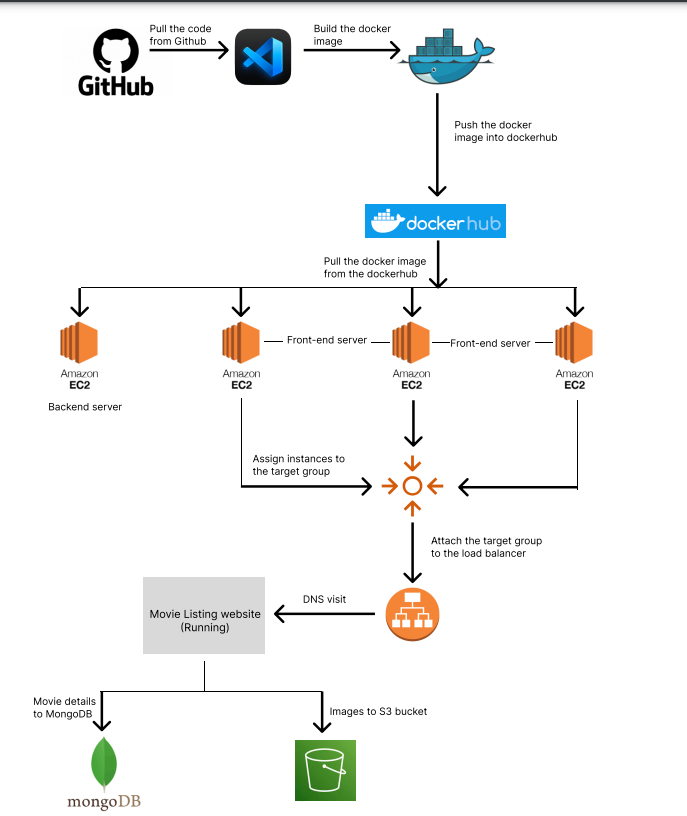 Pull the code
from Github
Build the docker
image
GitHub
Push the docker
image into dockerhub
docker hub
Pull the docker image
from the dockerhub
Front-end server
Front-end server
Amazon
EC2
Amazon
EC2
Amazon
EC2
Amazon
EC2
Backend server
Assign instances to
the target group
Attach the target group
to the load balancer
DNS visit
Movie Listing website
(Running)
Movie details
to MongoDB
Images to S3 bucket
mongoDB